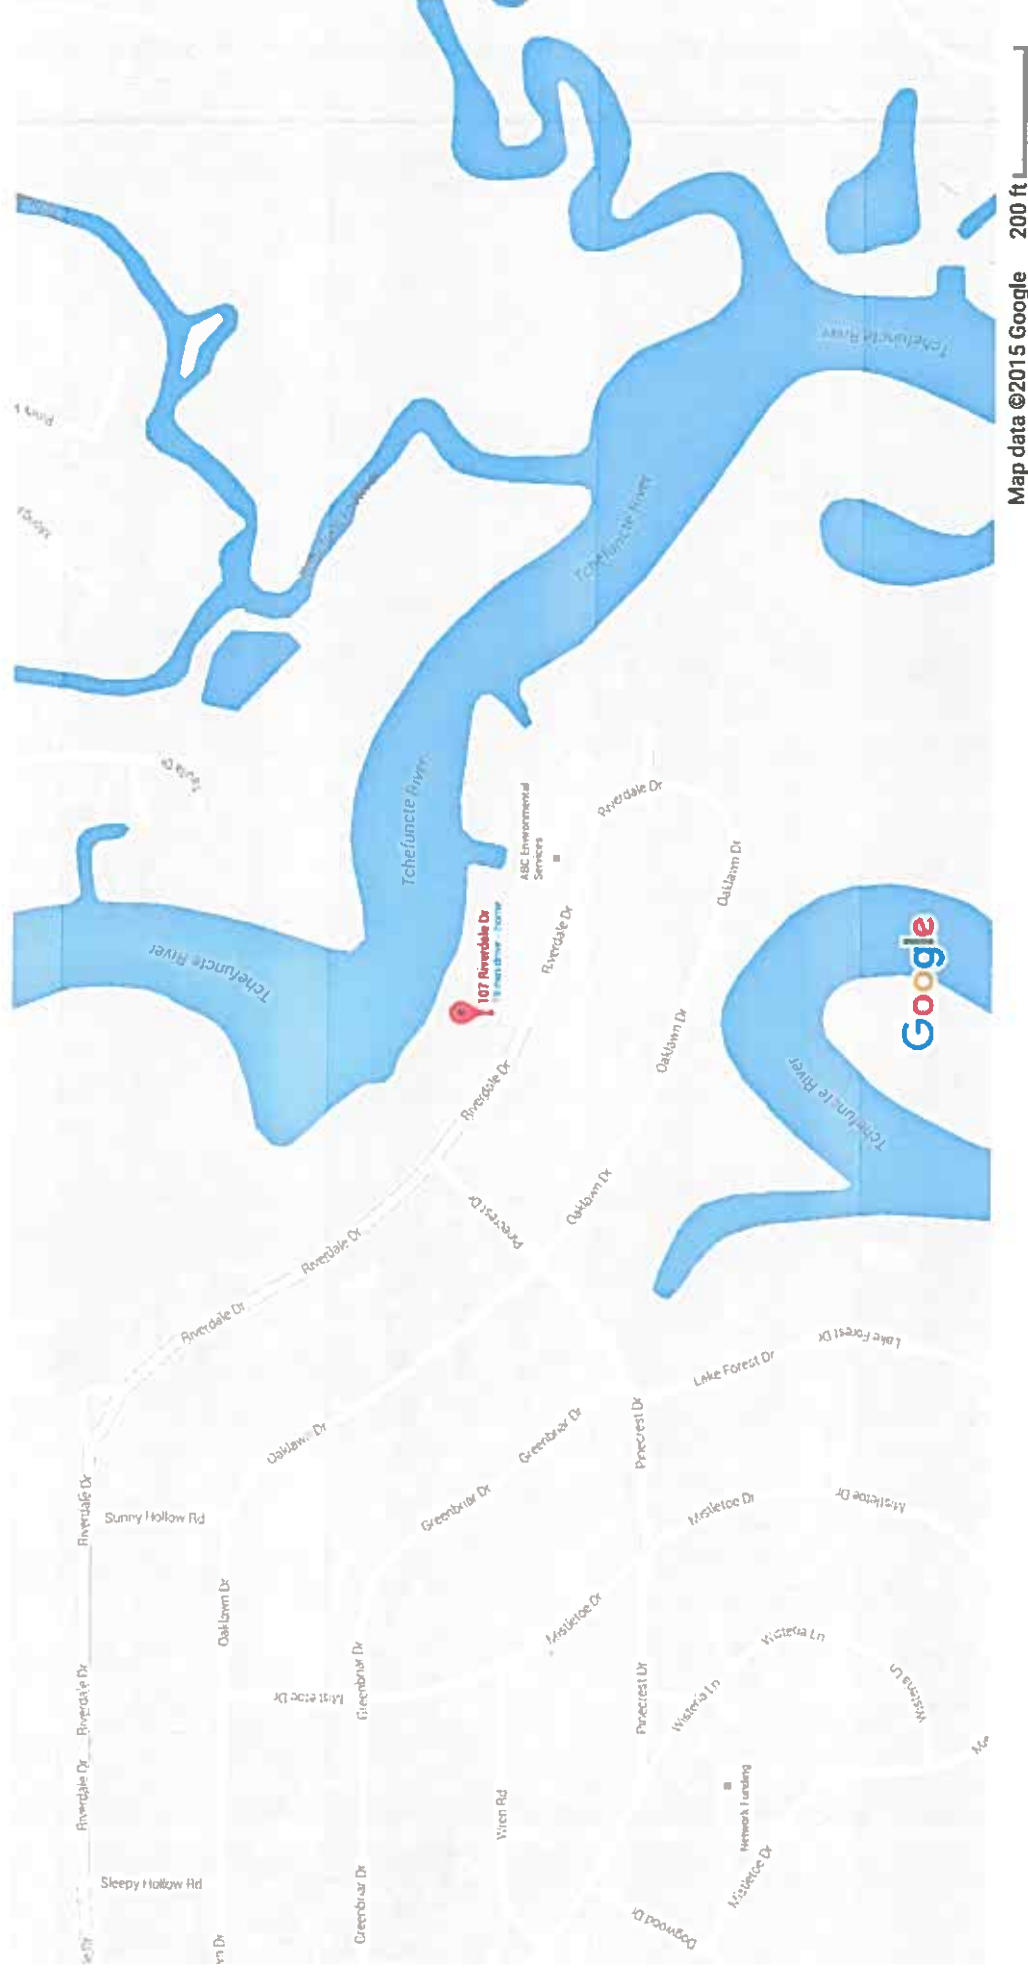 Riverdale Dr
Riverdale Dr
Riverdale Dr
Sleepy Hollow Rd
Sunny Hollow Rd
Riverdale Dr
Riverdale Dr
Tchefuncte River
Oaklawn Dr
Oaklawn Dr
Mistletoe Dr
Greenbriar Dr
Greenbriar Dr
Greenbriar Dr
Greenbriar Dr
Tchefuncte River
107 Riverdale Dr
Riverdale Dr
Pinecrest Dr
Riverdale Dr
ABC Environmental
Services
Wren Rd
Mistletoe Dr
Oaklawn Dr
Riverdale Dr
Tchefuncte River
Pinecrest Dr
Pinecrest Dr
Oaklawn Dr
Oaklawn Dr
Dogwood Dr
Wisteria Ln
Mistletoe Dr
Lake Forest Dr
Network Funding
Mistletoe Dr
Wisteria Ln
Lake Forest Dr
Tchefuncte River
Tchefuncte River
Mistletoe Dr
Wisteria Ln
Google
Map data ©2015 Google
200 ft